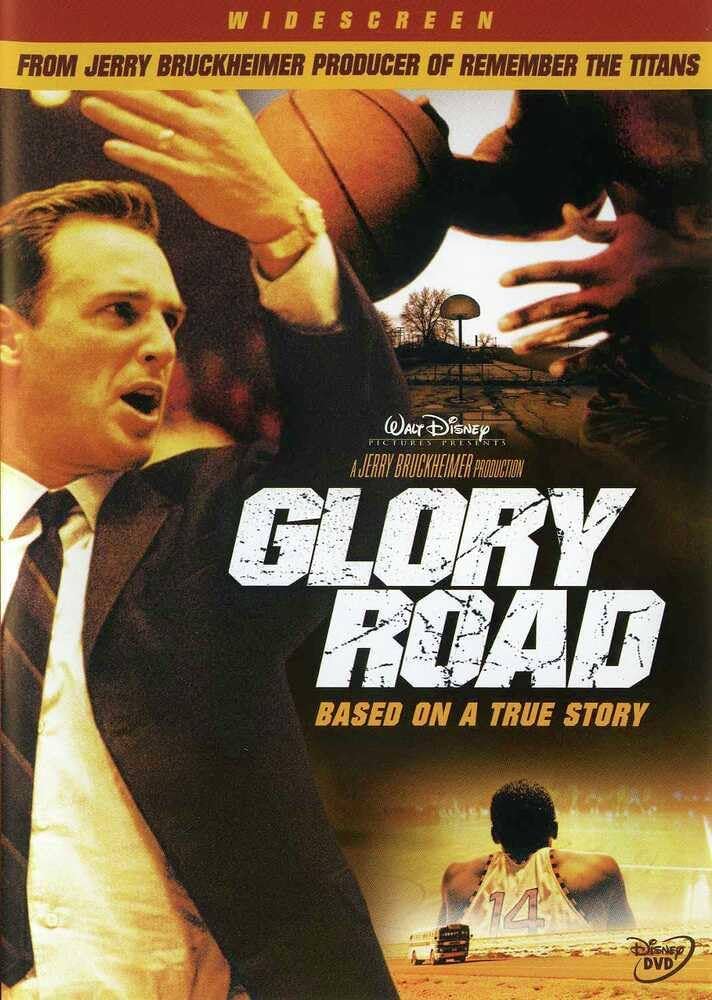 WIDESCREEN
FROM JERRY BRUCKHEIMER PRODUCER OF REMEMBER THE TITANS
WALT DISNEY
PICTURES PRESENTS
A JERRY BRUCKHEIMER PRODUCTION
GLORY
ROAD
BASED ON A TRUE STORY
14
DISNEY
DVD